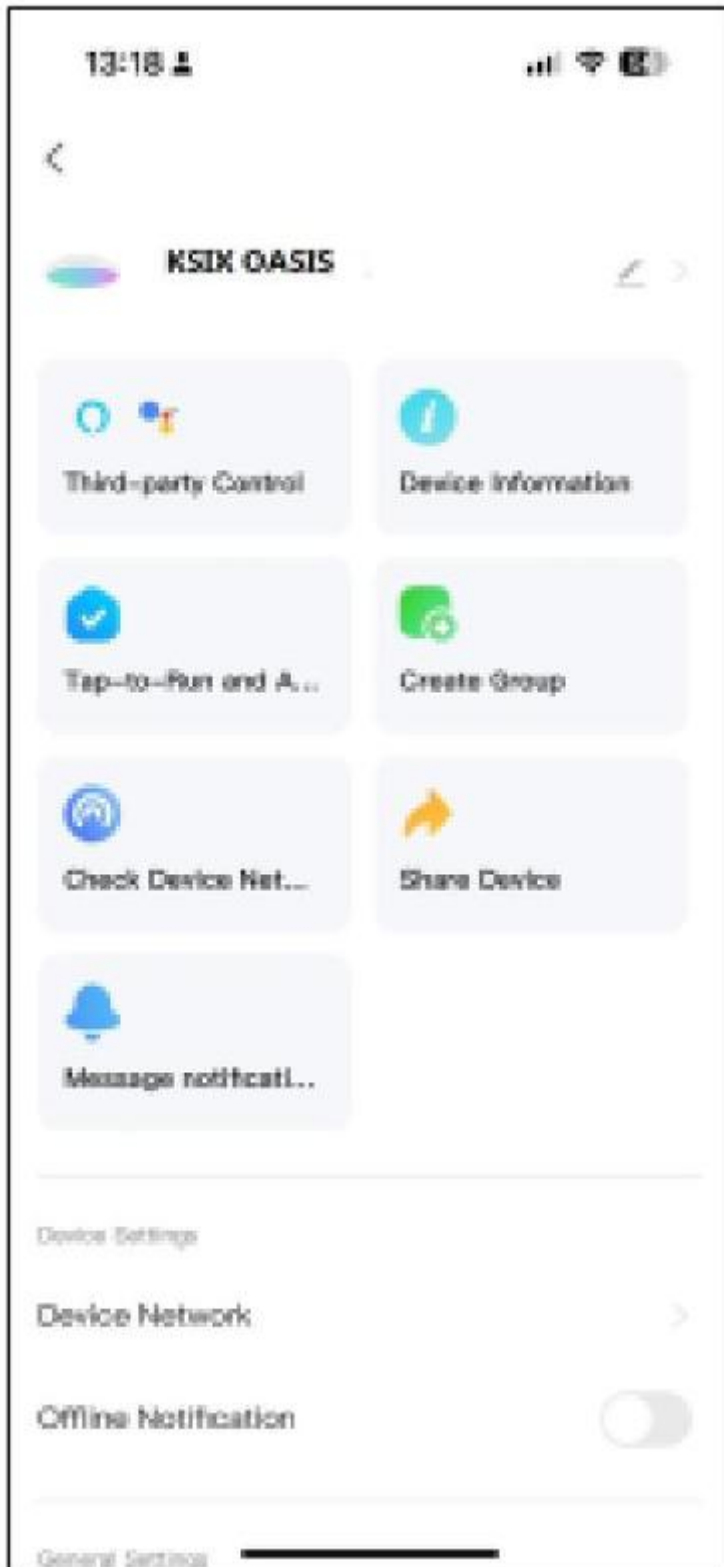 13:18
KSIX OASIS
Third-party Control
Device Information
Tap-to-Run and A...
Create Group
Check Device Net...
Share Device
Message notificati...
Device Settings
Device Network
Offline Notification
General Settings